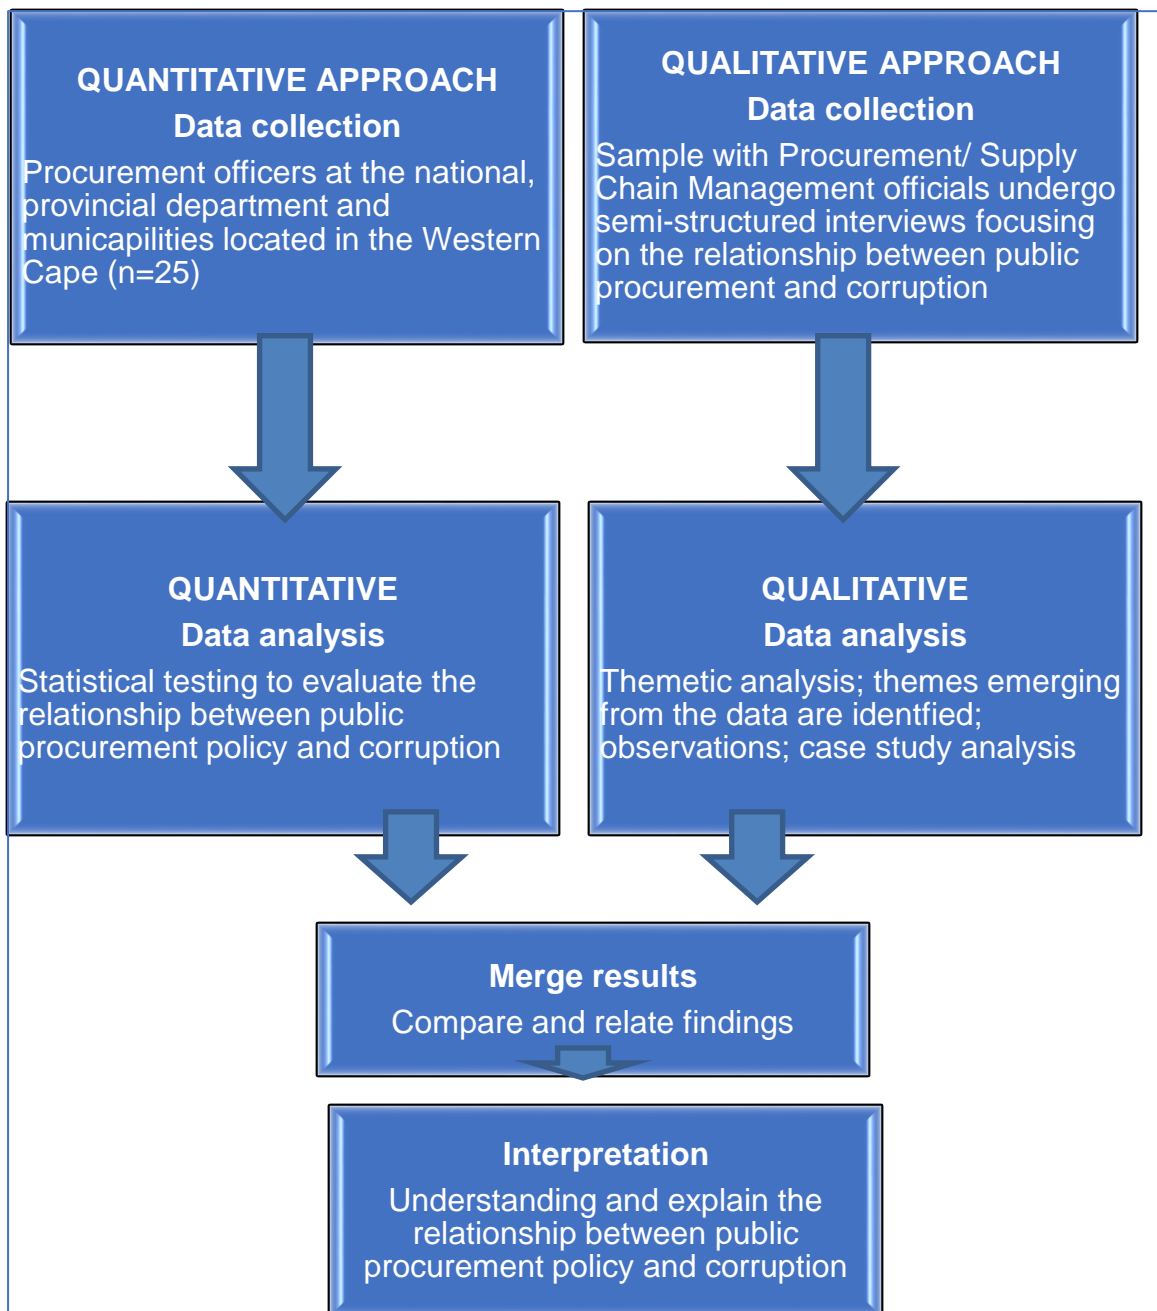 QUANTITATIVE APPROACH
Data collection
Procurement officers at the national,
provincial department and
municapilities located in the Western
Cape (n=25)
QUALITATIVE APPROACH
Data collection
Sample with Procurement/ Supply
Chain Management officials undergo
semi-structured interviews focusing
on the relationship between public
procurement and corruption
QUANTITATIVE
Data analysis
Statistical testing to evaluate the
relationship between public
procurement policy and corruption
QUALITATIVE
Data analysis
Themetic analysis; themes emerging
from the data are identfied;
observations; case study analysis
Merge results
Compare and relate findings
Interpretation
Understanding and explain the
relationship between public
procurement policy and corruption